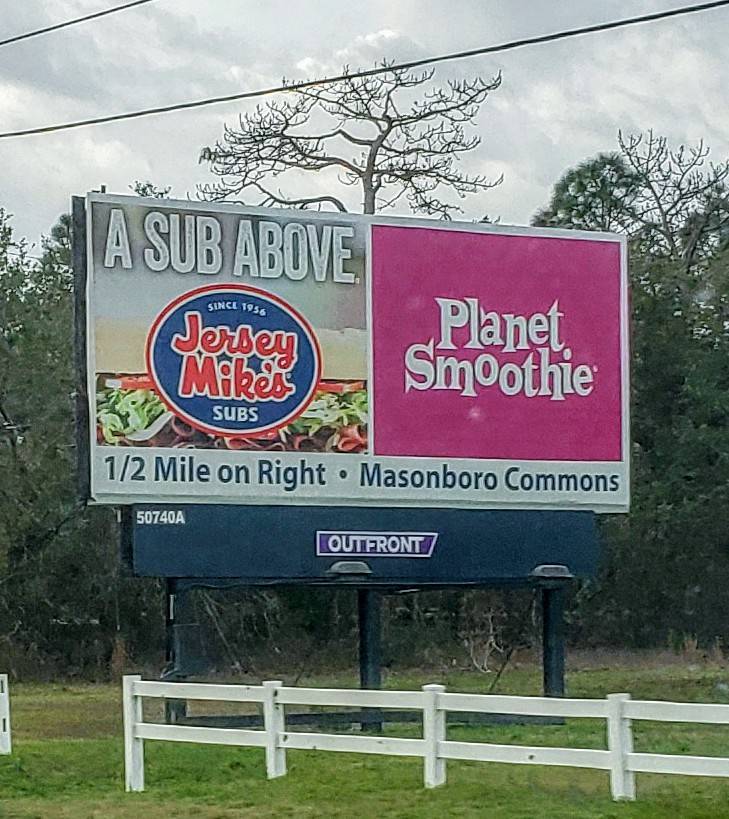 A SUB ABOVE.
SINCE 1956
Jersey
Mike's
SUBS
Planet
Smoothie
1/2 Mile on Right • Masonboro Commons
50740A
OUTFRONT